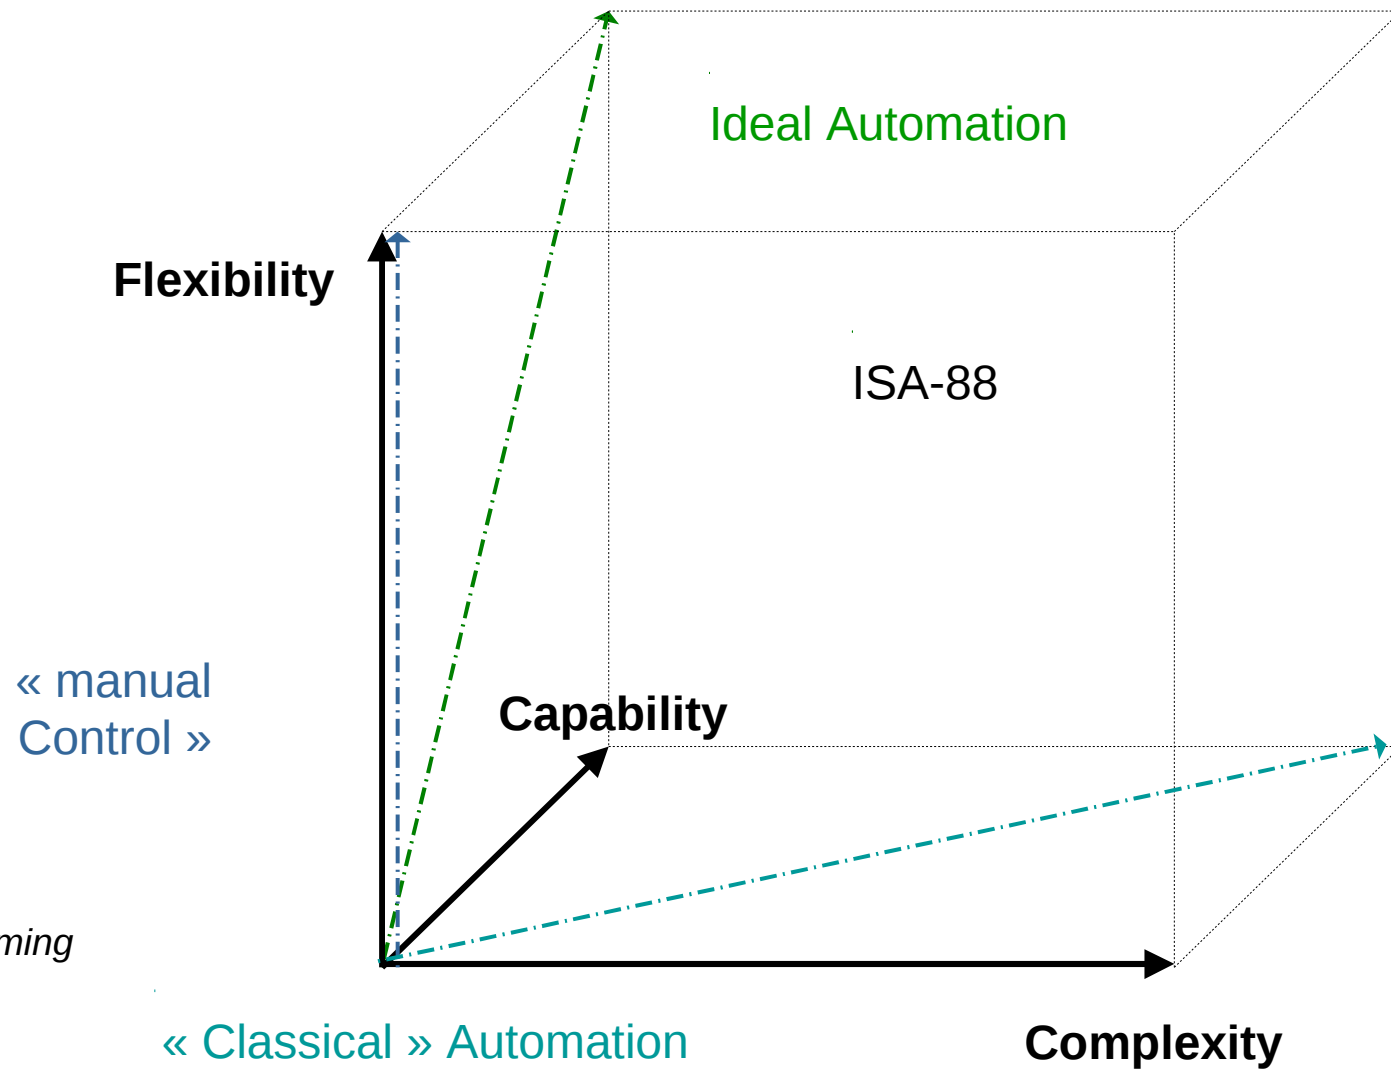 Ideal Automation
Flexibility
ISA-88
« manual
Control »
Capability
ming
« Classical » Automation
Complexity